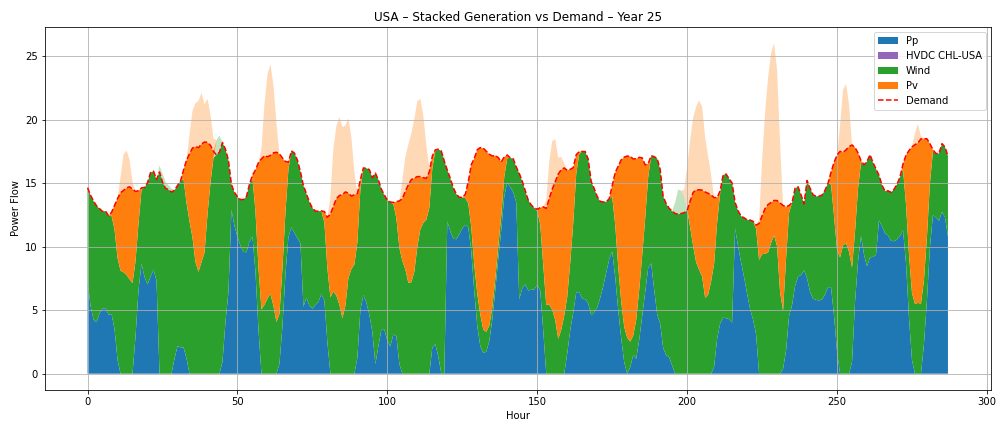 USA – Stacked Generation vs Demand – Year 25
Power Flow
25
20
15
10
5
0
0 50 100 150 200 250 300
Hour
Pp
HVDC CHL-USA
Wind
Pv
Demand